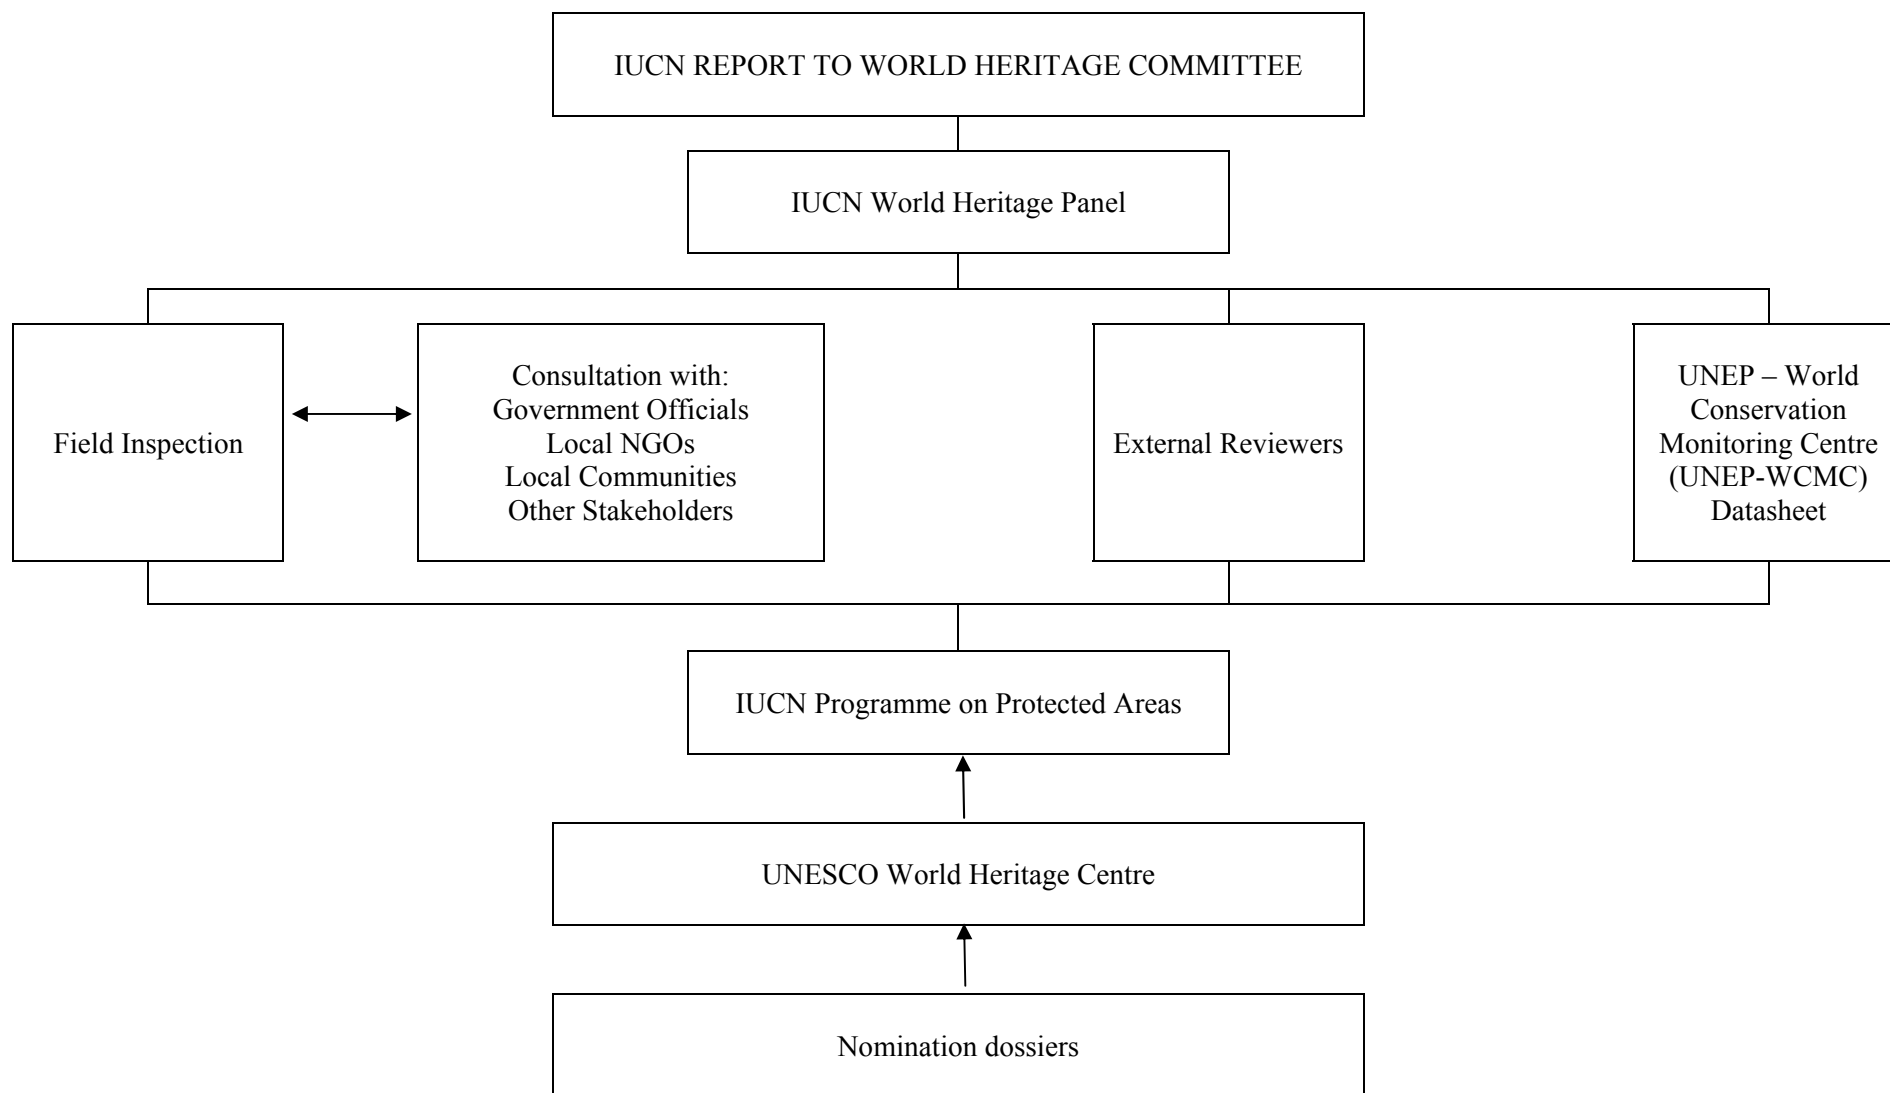 IUCN REPORT TO WORLD HERITAGE COMMITTEE
IUCN World Heritage Panel
Field Inspection
Consultation with:
Government Officials
Local NGOs
Local Communities
Other Stakeholders
External Reviewers
UNEP – World
Conservation
Monitoring Centre
(UNEP-WCMC)
Datasheet
IUCN Programme on Protected Areas
UNESCO World Heritage Centre
Nomination dossiers